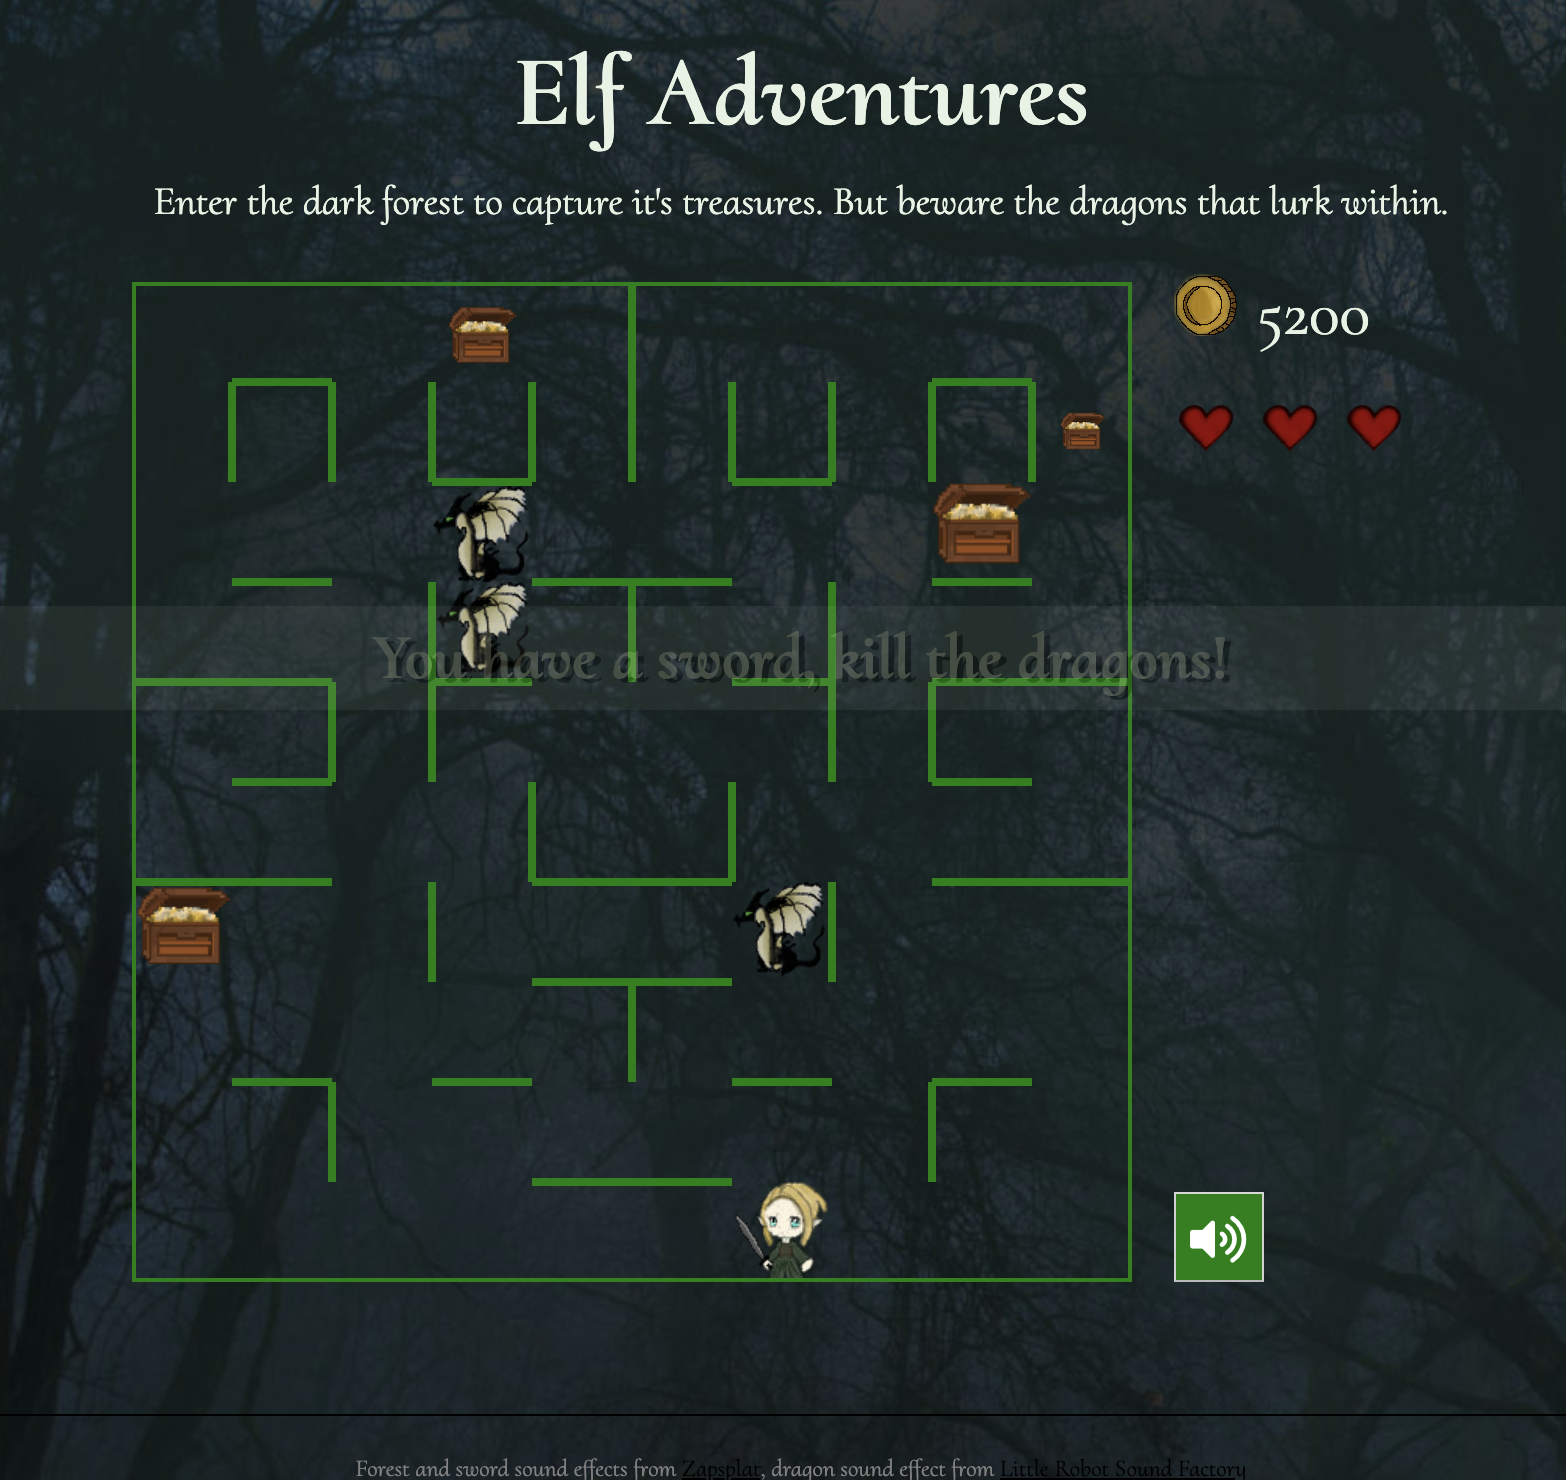 Elf Adventures
Enter the dark forest to capture it's treasures. But beware the dragons that lurk within.
5200
You have a sword, kill the dragons!
Forest and sword sound effects from Zapsplat, dragon sound effect from Little Robot Sound Factory